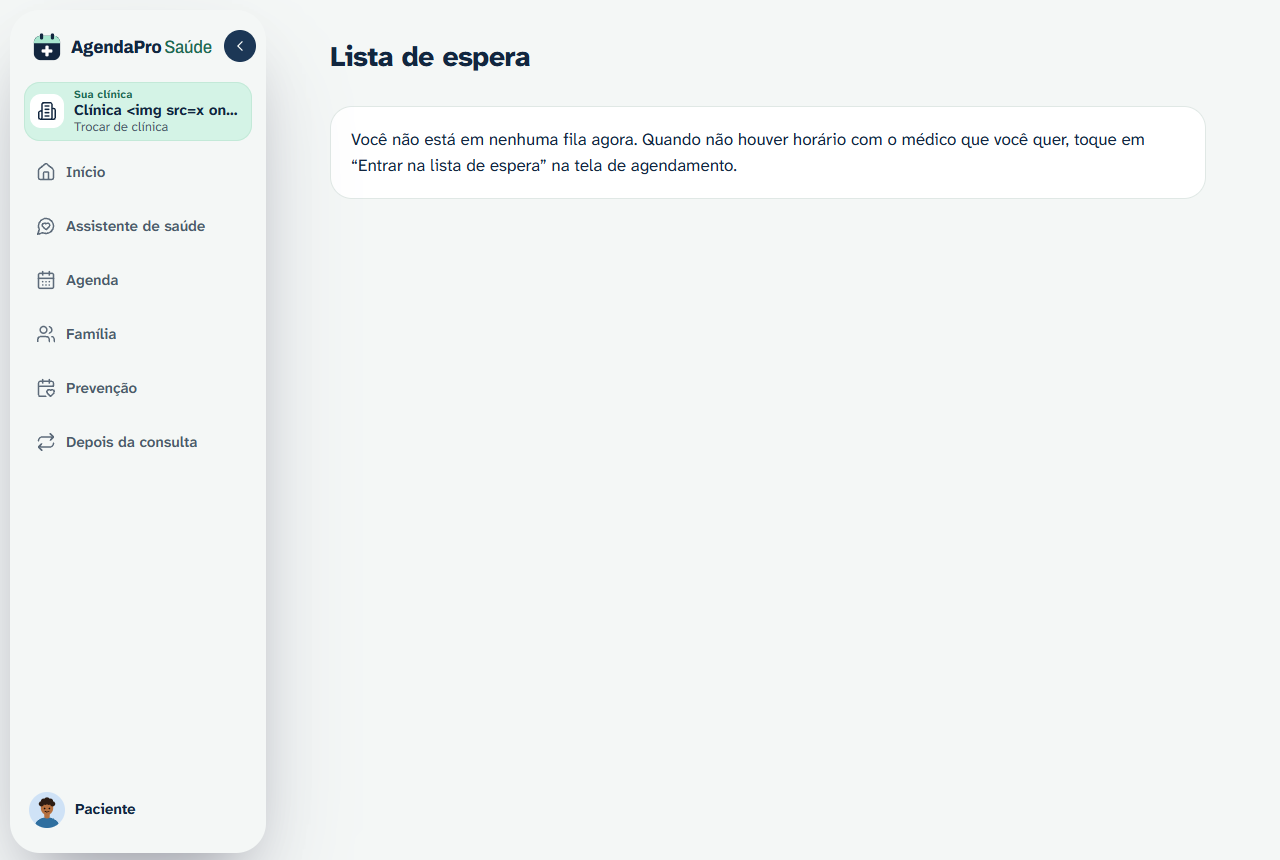 AgendaPro Saúde
Sua clínica
Clínica <img src=x on...
Trocar de clínica
Início
Assistente de saúde
Agenda
Família
Prevenção
Depois da consulta
Paciente
Lista de espera
Você não está em nenhuma fila agora. Quando não houver horário com o médico que você quer, toque em
“Entrar na lista de espera” na tela de agendamento.